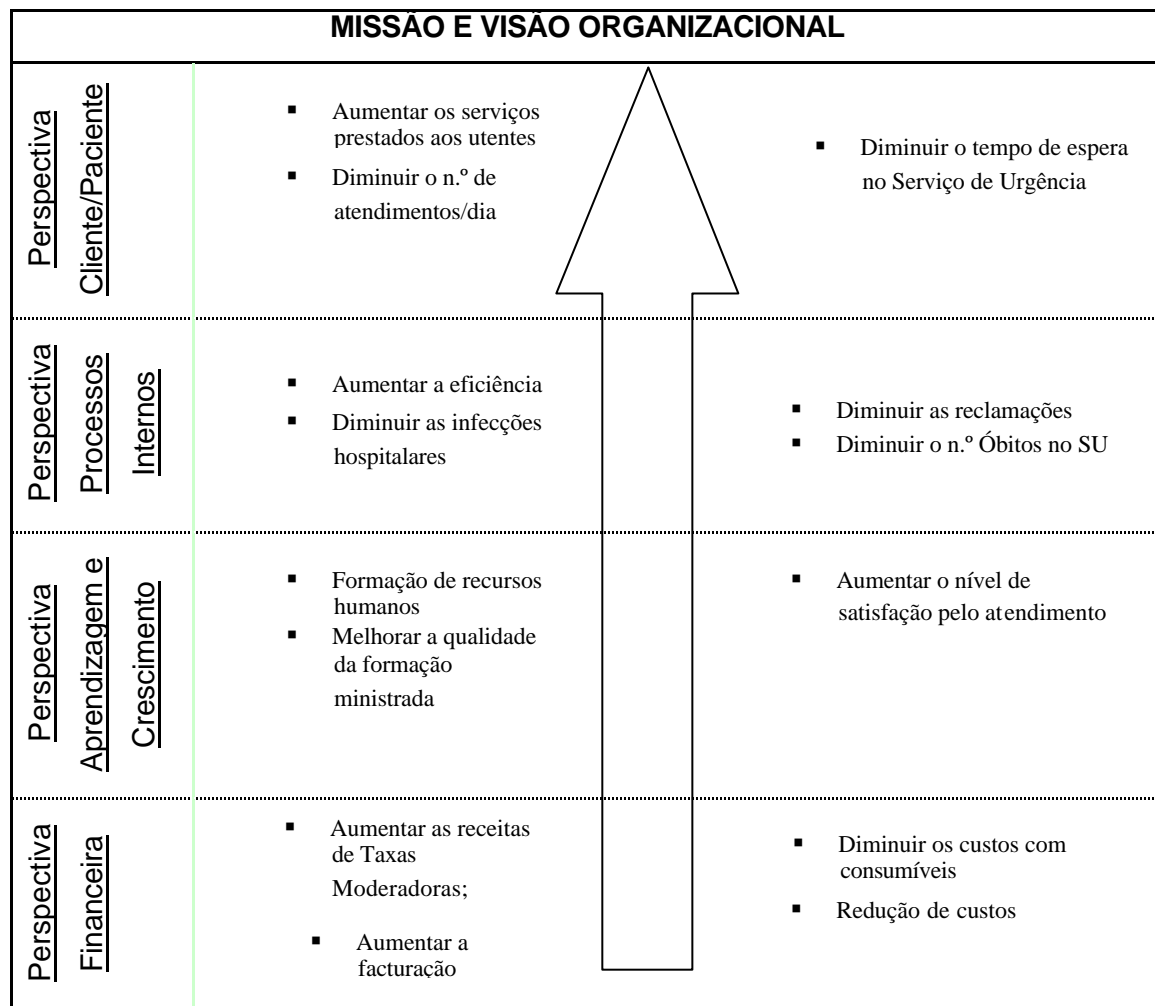 MISSÃO E VISÃO ORGANIZACIONAL
Perspectiva
Cliente/Paciente
▪ Aumentar os serviços
prestados aos utentes
▪ Diminuir o n.º de
atendimentos/dia
▪ Diminuir o tempo de espera
no Serviço de Urgência
Perspectiva
Processos
Internos
▪ Aumentar a eficiência
▪ Diminuir as infecções
hospitalares
▪ Diminuir as reclamações
▪ Diminuir o n.º Óbitos no SU
Perspectiva
Aprendizagem e
Crescimento
▪ Formação de recursos
humanos
▪ Melhorar a qualidade
da formação
ministrada
▪ Aumentar o nível de
satisfação pelo atendimento
Perspectiva
Financeira
▪ Aumentar as receitas
de Taxas
Moderadoras;
▪ Aumentar a
facturação
▪ Diminuir os custos com
consumíveis
▪ Redução de custos